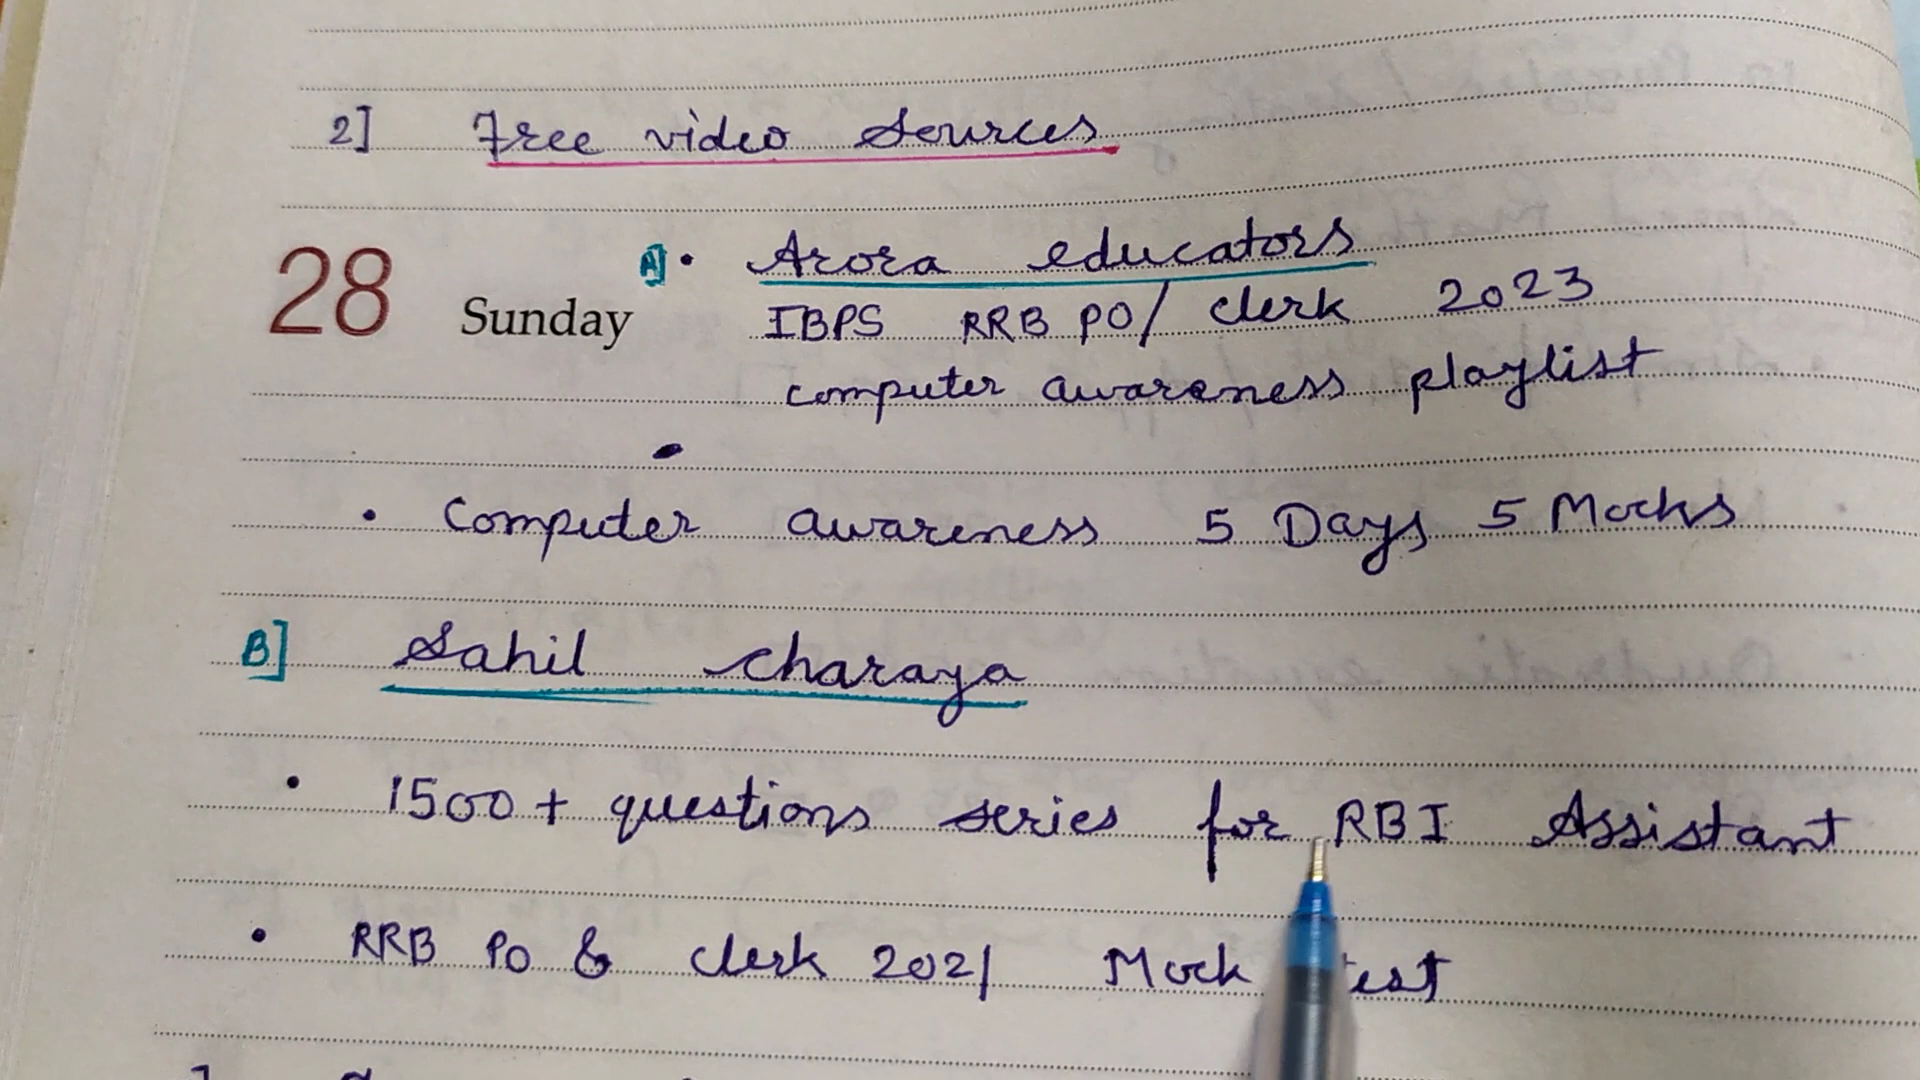 2] Free video sources
A] • Arora educators
28 Sunday
IBPS RRB PO/ clerk 2023
computer awareness playlist
• Computer awareness 5 Days 5 Mocks
B] Sahil charaya
• 1500+ questions series for RBI Assistant
• RRB PO & clerk 2021 Mock test